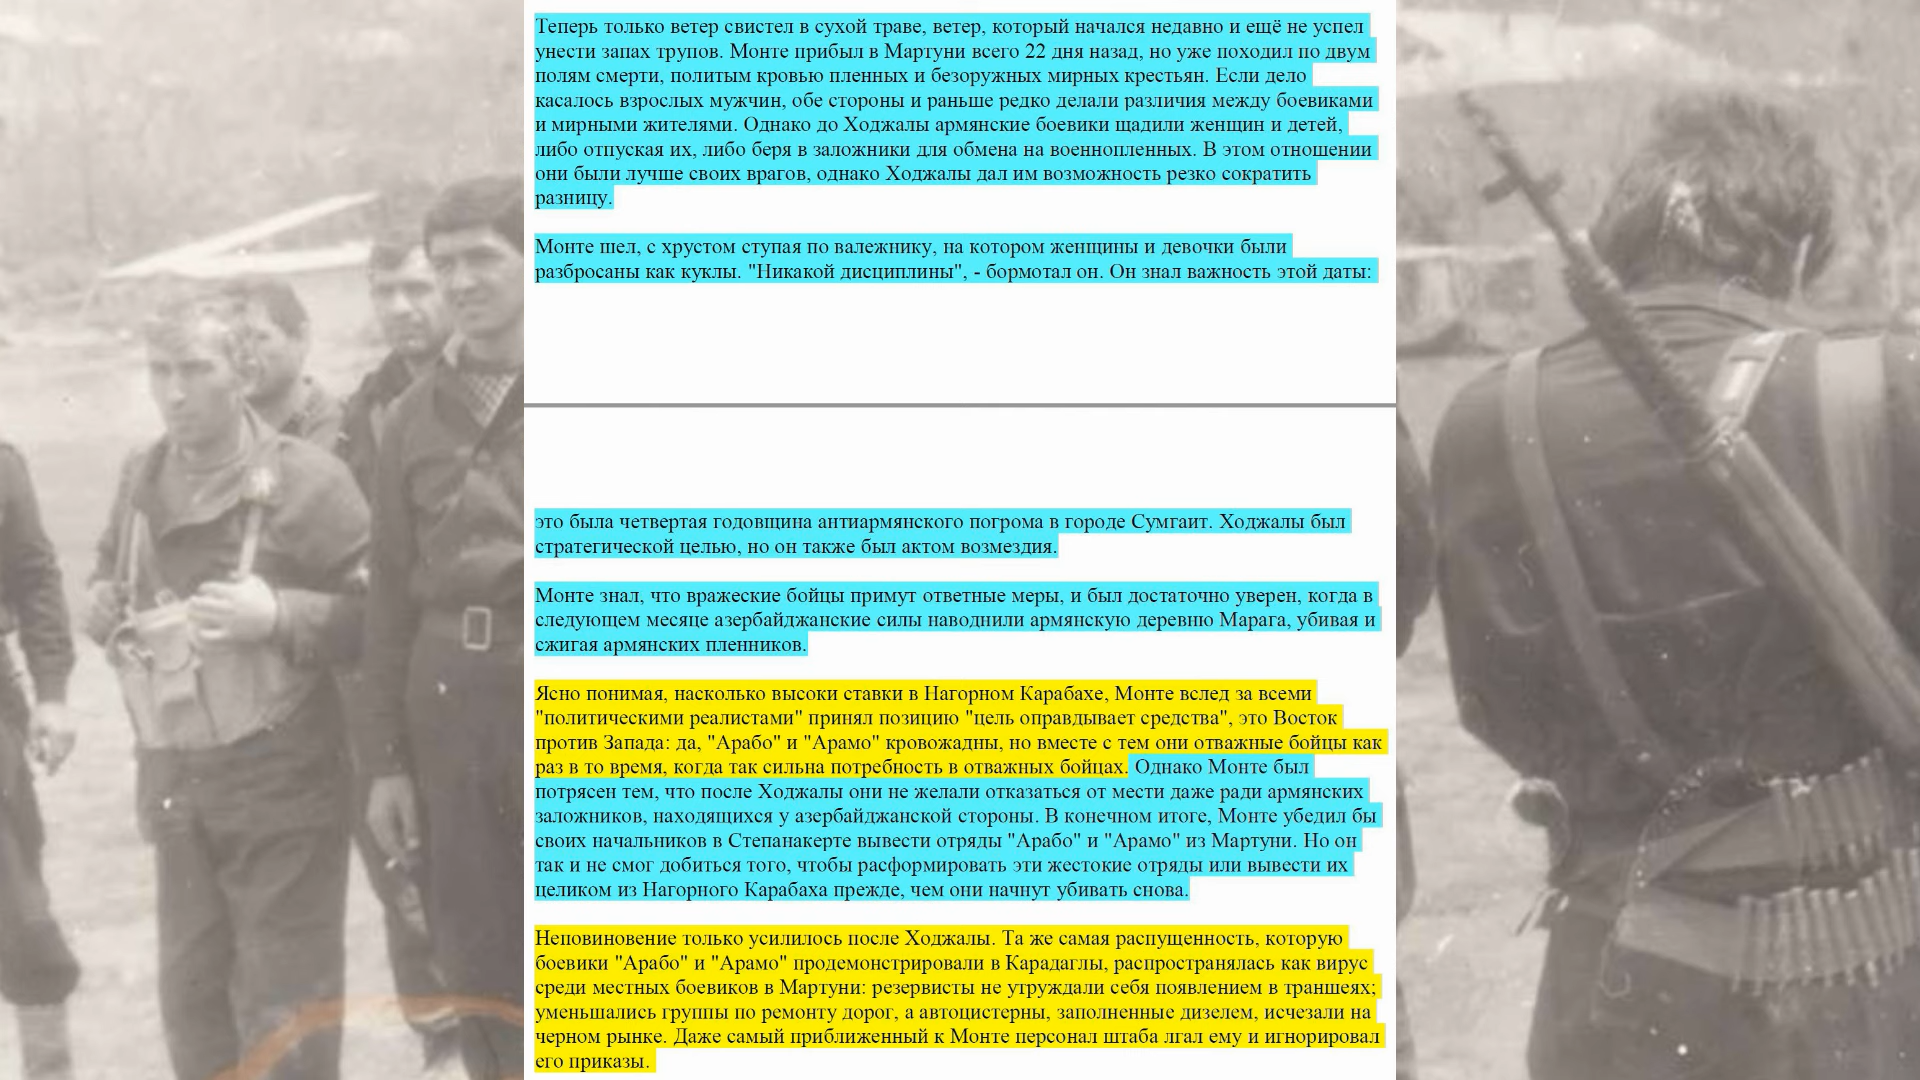 Теперь только ветер свистел в сухой траве, ветер, который начался недавно и ещё не успел
унести запах трупов. Монте прибыл в Мартуни всего 22 дня назад, но уже походил по двум
полям смерти, политым кровью пленных и безоружных мирных крестьян. Если дело
касалось взрослых мужчин, обе стороны и раньше редко делали различия между боевиками
и мирными жителями. Однако до Ходжалы армянские боевики щадили женщин и детей,
либо отпуская их, либо беря в заложники для обмена на военнопленных. В этом отношении
они были лучше своих врагов, однако Ходжалы дал им возможность резко сократить
разницу.
Монте шел, с хрустом ступая по валежнику, на котором женщины и девочки были
разбросаны как куклы. "Никакой дисциплины", - бормотал он. Он знал важность этой даты:
это была четвертая годовщина антиармянского погрома в городе Сумгаит. Ходжалы был
стратегической целью, но он также был актом возмездия.
Монте знал, что вражеские бойцы примут ответные меры, и был достаточно уверен, когда в
следующем месяце азербайджанские силы наводнили армянскую деревню Марага, убивая и
сжигая армянских пленников.
Ясно понимая, насколько высоки ставки в Нагорном Карабахе, Монте вслед за всеми
"политическими реалистами" принял позицию "цель оправдывает средства", это Восток
против Запада: да, "Арабо" и "Арамо" кровожадны, но вместе с тем они отважные бойцы как
раз в то время, когда так сильна потребность в отважных бойцах. Однако Монте был
потрясен тем, что после Ходжалы они не желали отказаться от мести даже ради армянских
заложников, находящихся у азербайджанской стороны. В конечном итоге, Монте убедил бы
своих начальников в Степанакерте вывести отряды "Арабо" и "Арамо" из Мартуни. Но он
так и не смог добиться того, чтобы расформировать эти жестокие отряды или вывести их
целиком из Нагорного Карабаха прежде, чем они начнут убивать снова.
Неповиновение только усилилось после Ходжалы. Та же самая распущенность, которую
боевики "Арабо" и "Арамо" продемонстрировали в Карадаглы, распространялась как вирус
среди местных боевиков в Мартуни: резервисты не утруждали себя появлением в траншеях;
уменьшались группы по ремонту дорог, а автоцистерны, заполненные дизелем, исчезали на
черном рынке. Даже самый приближенный к Монте персонал штаба лгал ему и игнорировал
его приказы.